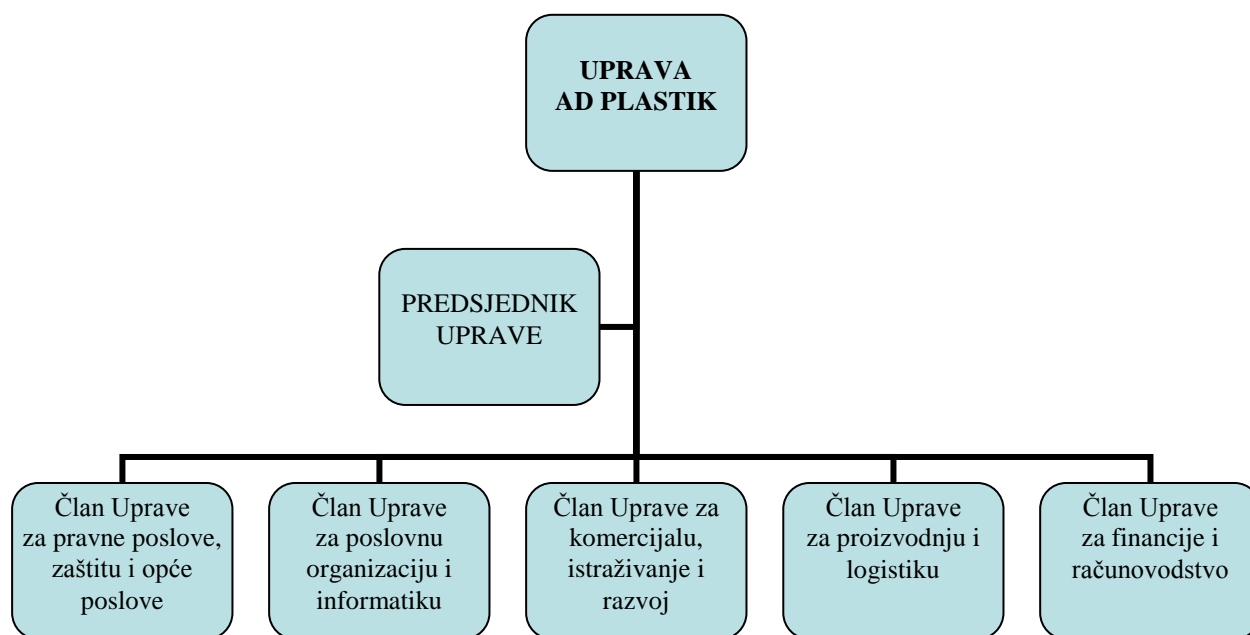 UPRAVA
AD PLASTIK
PREDSJEDNIK
UPRAVE
Član Uprave
za pravne poslove,
zaštitu i opće
poslove
Član Uprave
za poslovnu
organizaciju i
informatiku
Član Uprave za
komercijalu,
istraživanje i
razvoj
Član Uprave
za proizvodnju i
logistiku
Član Uprave
za financije i
računovodstvo